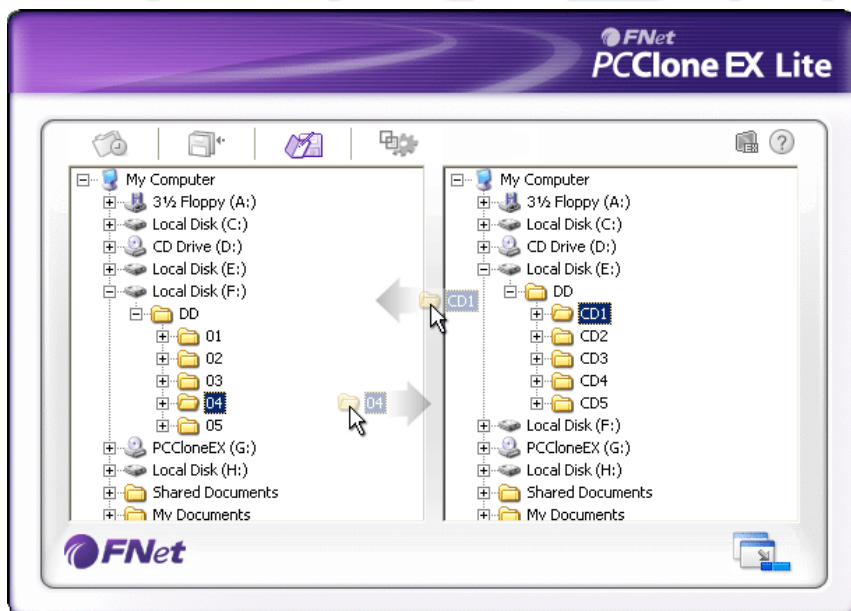 FNet
PCClone EX Lite
My Computer
3½ Floppy (A:)
Local Disk (C:)
CD Drive (D:)
Local Disk (E:)
Local Disk (F:)
DD
01
02
03
04
05
PCCloneEX (G:)
Local Disk (H:)
Shared Documents
My Documents
CD1
04
My Computer
3½ Floppy (A:)
Local Disk (C:)
CD Drive (D:)
Local Disk (E:)
DD
CD1
CD2
CD3
CD4
CD5
Local Disk (F:)
PCCloneEX (G:)
Local Disk (H:)
Shared Documents
My Documents
FNet